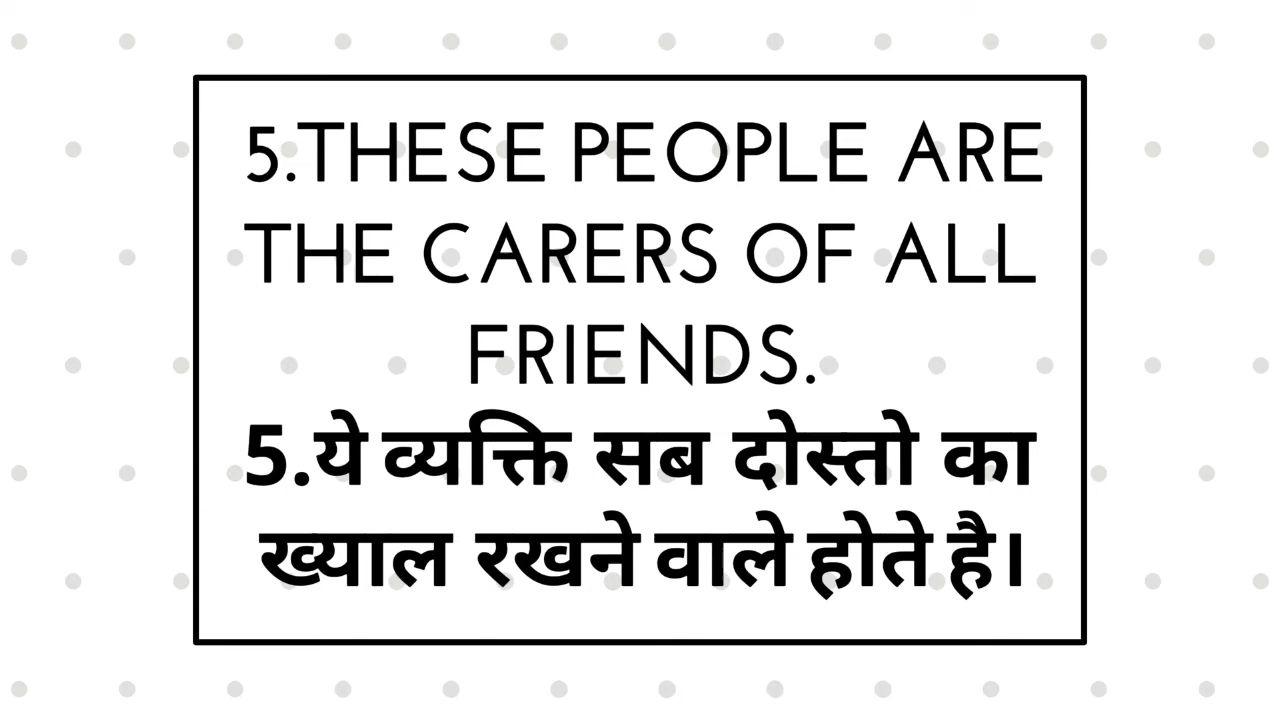 5.THESE PEOPLE ARE
THE CARERS OF ALL
FRIENDS.
5.ये व्यक्ति सब दोस्तो का
ख्याल रखने वाले होते है।